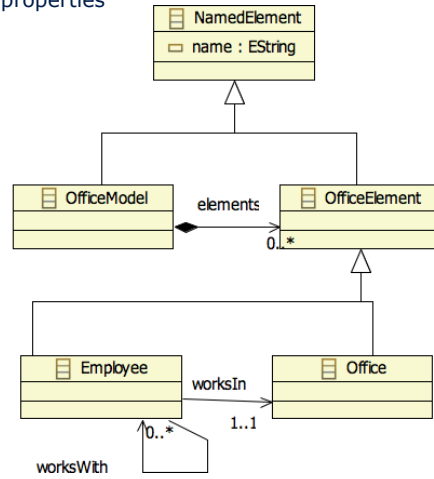 properties
NamedElement
name : EString
OfficeModel
elements
OfficeElement
0..*
Employee
worksIn
Office
1..1
0..*
worksWith